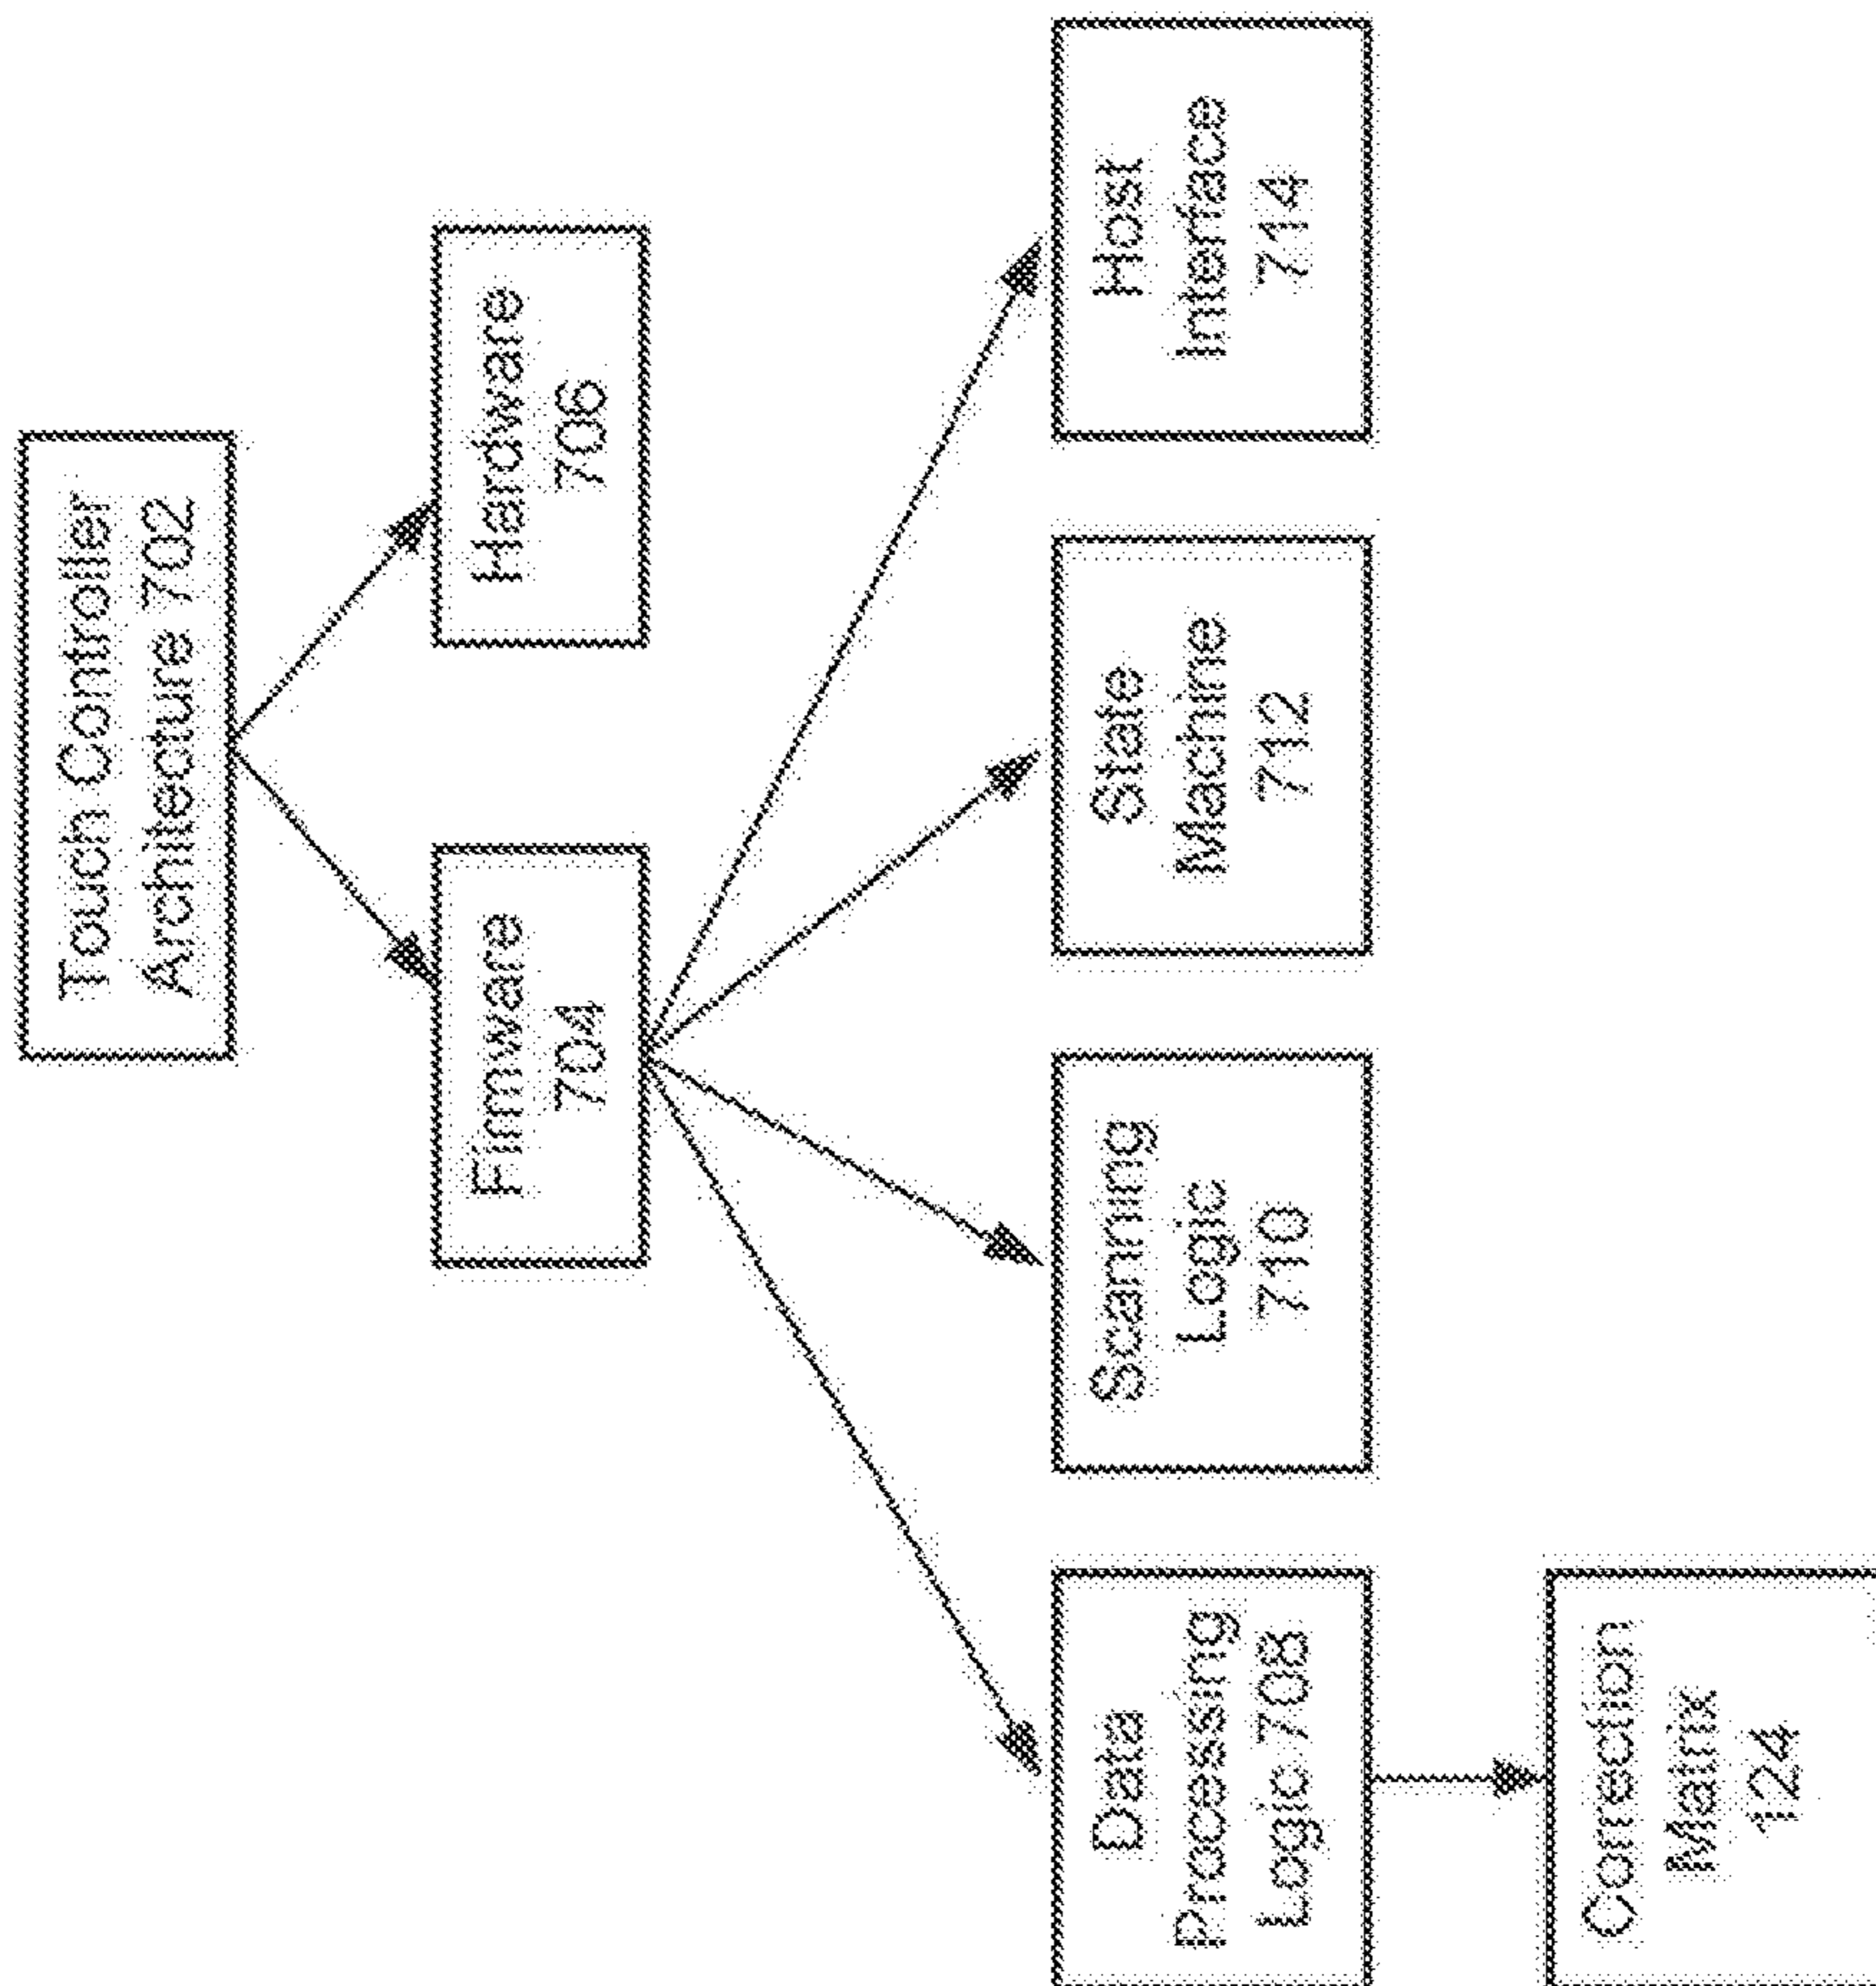 Touch Controller
Architecture 702
Firmware
704
Hardware
706
Data
Processing
Logic 708
Scanning
Logic
710
State
Machine
712
Host
Interface
714
Correction
Matrix
124